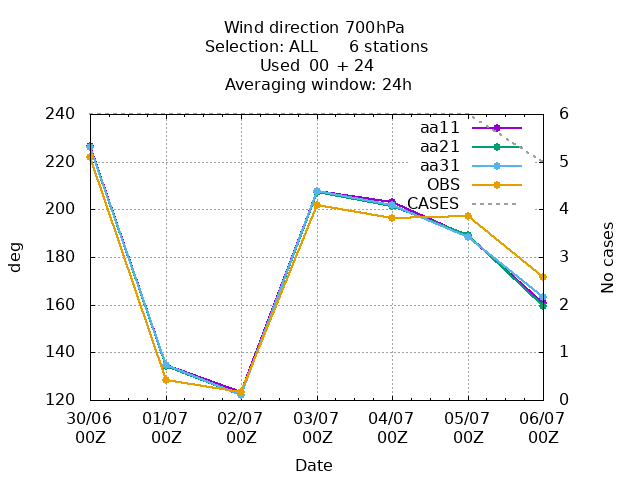 Wind direction 700hPa
Selection: ALL      6 stations
Used  00 + 24
Averaging window: 24h
240 6
aa11
aa21
aa31
OBS
CASES
220 5
200 4
180 3
160 2
140 1
120 0
deg
No cases
30/06 01/07 02/07 03/07 04/07 05/07 06/07
00Z 00Z 00Z 00Z 00Z 00Z 00Z
Date